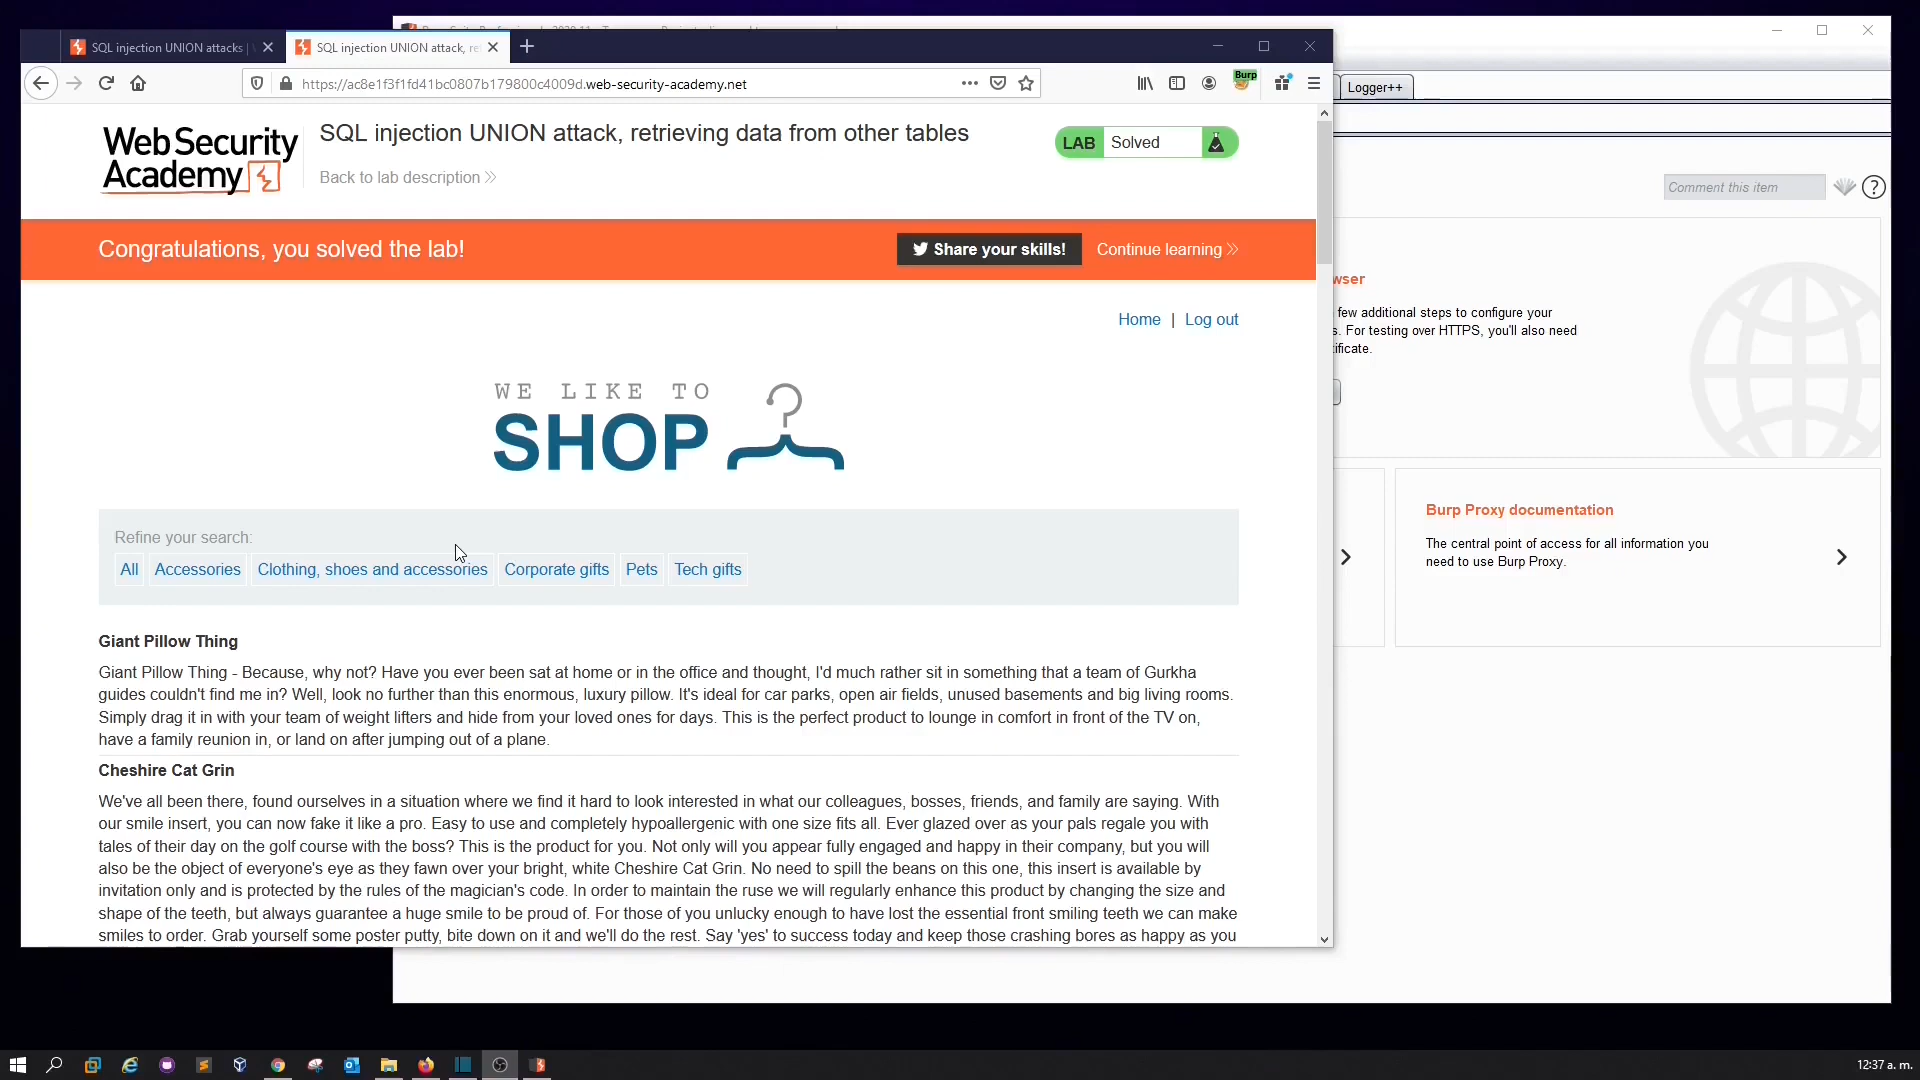 SQL injection UNION attacks |
SQL injection UNION attack, re
https://ac8e1f3f1fd41bc0807b179800c4009d.web-security-academy.net
Burp
Logger++
Web Security
Academy
SQL injection UNION attack, retrieving data from other tables
Back to lab description
LAB Solved
Comment this item
?
Congratulations, you solved the lab!
Share your skills!
Continue learning
wser
few additional steps to configure your
s. For testing over HTTPS, you'll also need
tificate.
Home | Log out
WE LIKE TO
SHOP
Refine your search:
All Accessories Clothing, shoes and accessories Corporate gifts Pets Tech gifts
Burp Proxy documentation
The central point of access for all information you
need to use Burp Proxy.
Giant Pillow Thing
Giant Pillow Thing - Because, why not? Have you ever been sat at home or in the office and thought, I'd much rather sit in something that a team of Gurkha
guides couldn't find me in? Well, look no further than this enormous, luxury pillow. It's ideal for car parks, open air fields, unused basements and big living rooms.
Simply drag it in with your team of weight lifters and hide from your loved ones for days. This is the perfect product to lounge in comfort in front of the TV on,
have a family reunion in, or land on after jumping out of a plane.
Cheshire Cat Grin
We've all been there, found ourselves in a situation where we find it hard to look interested in what our colleagues, bosses, friends, and family are saying. With
our smile insert, you can now fake it like a pro. Easy to use and completely hypoallergenic with one size fits all. Ever glazed over as your pals regale you with
tales of their day on the golf course with the boss? This is the product for you. Not only will you appear fully engaged and happy in their company, but you will
also be the object of everyone's eye as they fawn over your bright, white Cheshire Cat Grin. No need to spill the beans on this one, this insert is available by
invitation only and is protected by the rules of the magician's code. In order to maintain the ruse we will regularly enhance this product by changing the size and
shape of the teeth, but always guarantee a huge smile to be proud of. For those of you unlucky enough to have lost the essential front smiling teeth we can make
smiles to order. Grab yourself some poster putty, bite down on it and we'll do the rest. Say 'yes' to success today and keep those crashing bores as happy as you
12:37 a. m.